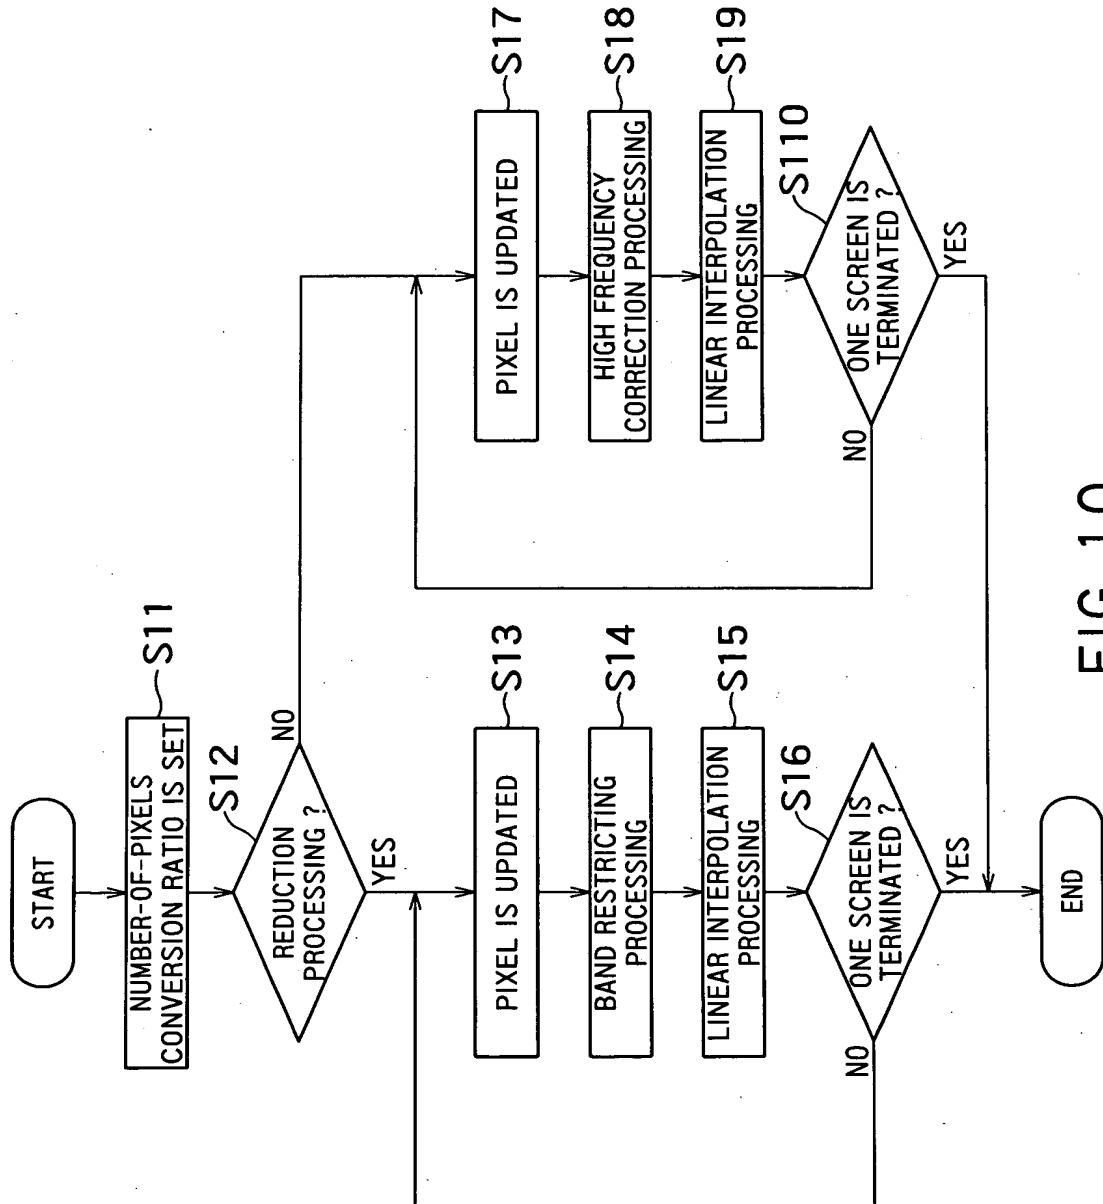 START
NUMBER-OF-PIXELS
CONVERSION RATIO IS SET
S11
S12
REDUCTION
PROCESSING ?
NO
YES
PIXEL IS UPDATED
S13
BAND RESTRICTING
PROCESSING
S14
LINEAR INTERPOLATION
PROCESSING
S15
S16
ONE SCREEN IS
TERMINATED ?
NO
YES
PIXEL IS UPDATED
S17
HIGH FREQUENCY
CORRECTION PROCESSING
S18
LINEAR INTERPOLATION
PROCESSING
S19
S110
ONE SCREEN IS
TERMINATED ?
NO
YES
END
FIG. 10